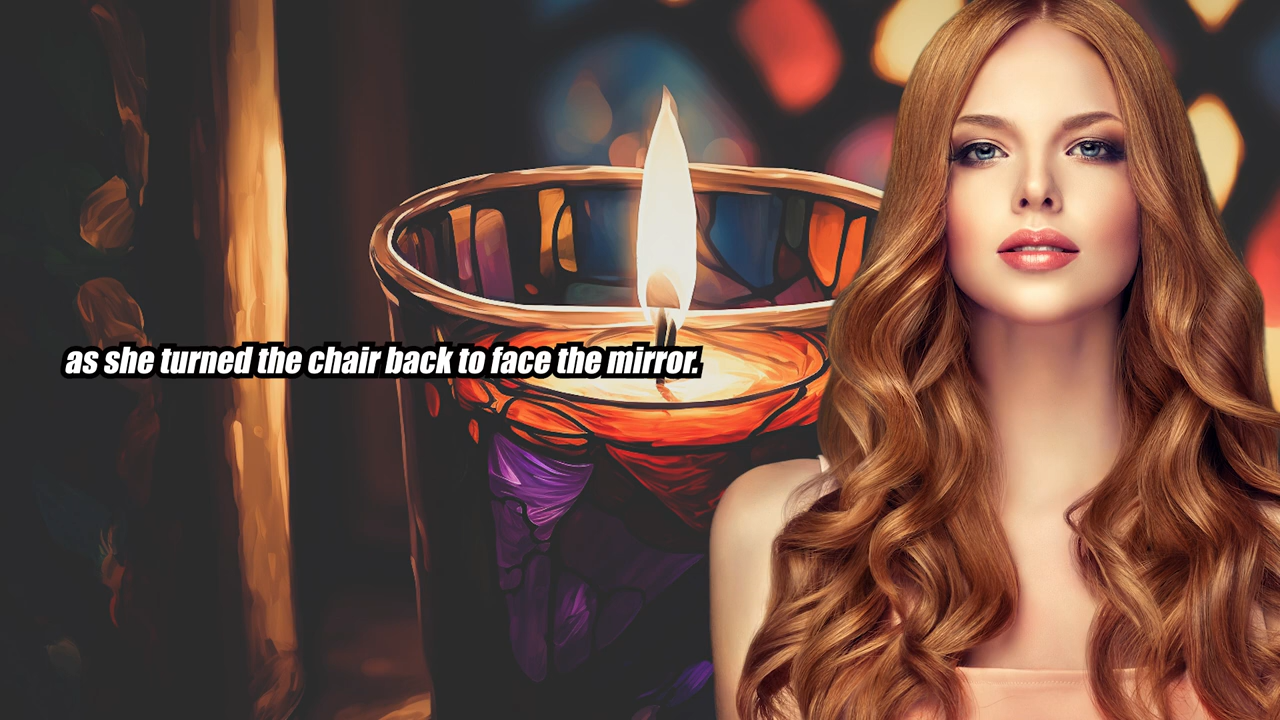 as she turned the chair back to face the mirror.